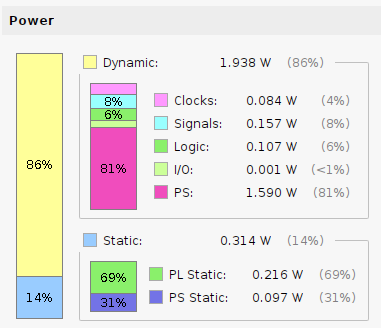 Power
Dynamic: 1.938 W (86%)
86%
8%
6%
81%
Clocks: 0.084 W (4%)
Signals: 0.157 W (8%)
Logic: 0.107 W (6%)
I/O: 0.001 W (<1%)
PS: 1.590 W (81%)
Static: 0.314 W (14%)
14%
69%
31%
PL Static: 0.216 W (69%)
PS Static: 0.097 W (31%)